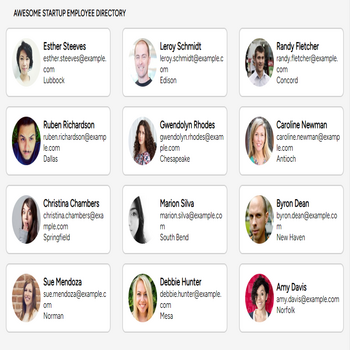 AWESOME STARTUP EMPLOYEE DIRECTORY
Esther Steeves
esther.steeves@example.
com
Lubbock
Leroy Schmidt
leroy.schmidt@example.c
om
Edison
Randy Fletcher
randy.fletcher@example.
com
Concord
Ruben Richardson
ruben.richardson@examp
le.com
Dallas
Gwendolyn Rhodes
gwendolyn.rhodes@exam
ple.com
Chesapeake
Caroline Newman
caroline.newman@examp
le.com
Antioch
Christina Chambers
christina.chambers@exa
mple.com
Springfield
Marion Silva
marion.silva@example.co
m
South Bend
Byron Dean
byron.dean@example.co
m
New Haven
Sue Mendoza
sue.mendoza@example.c
om
Norman
Debbie Hunter
debbie.hunter@example.
com
Mesa
Amy Davis
amy.davis@example.com
Norfolk